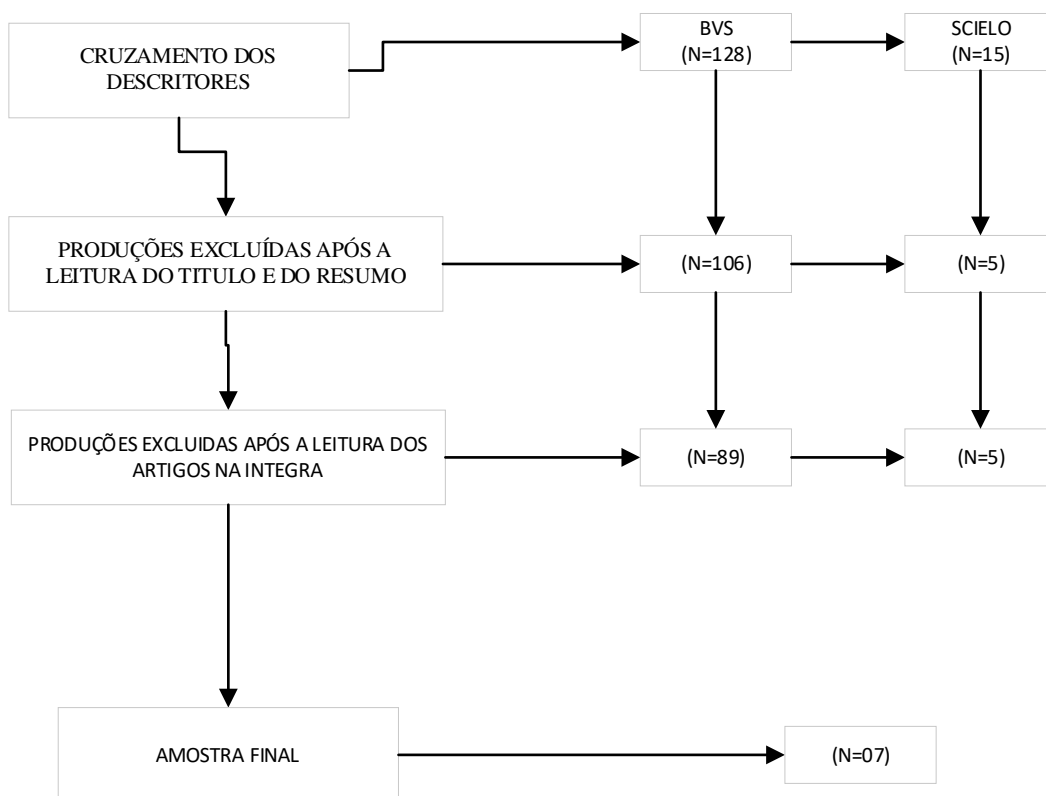 CRUZAMENTO DOS
DESCRITORES
BVS
(N=128)
SCIELO
(N=15)
PRODUÇÕES EXCLUÍDAS APÓS A
LEITURA DO TITULO E DO RESUMO
(N=106)
(N=5)
PRODUÇÕES EXCLUIDAS APÓS A LEITURA DOS
ARTIGOS NA INTEGRA
(N=89)
(N=5)
AMOSTRA FINAL
(N=07)